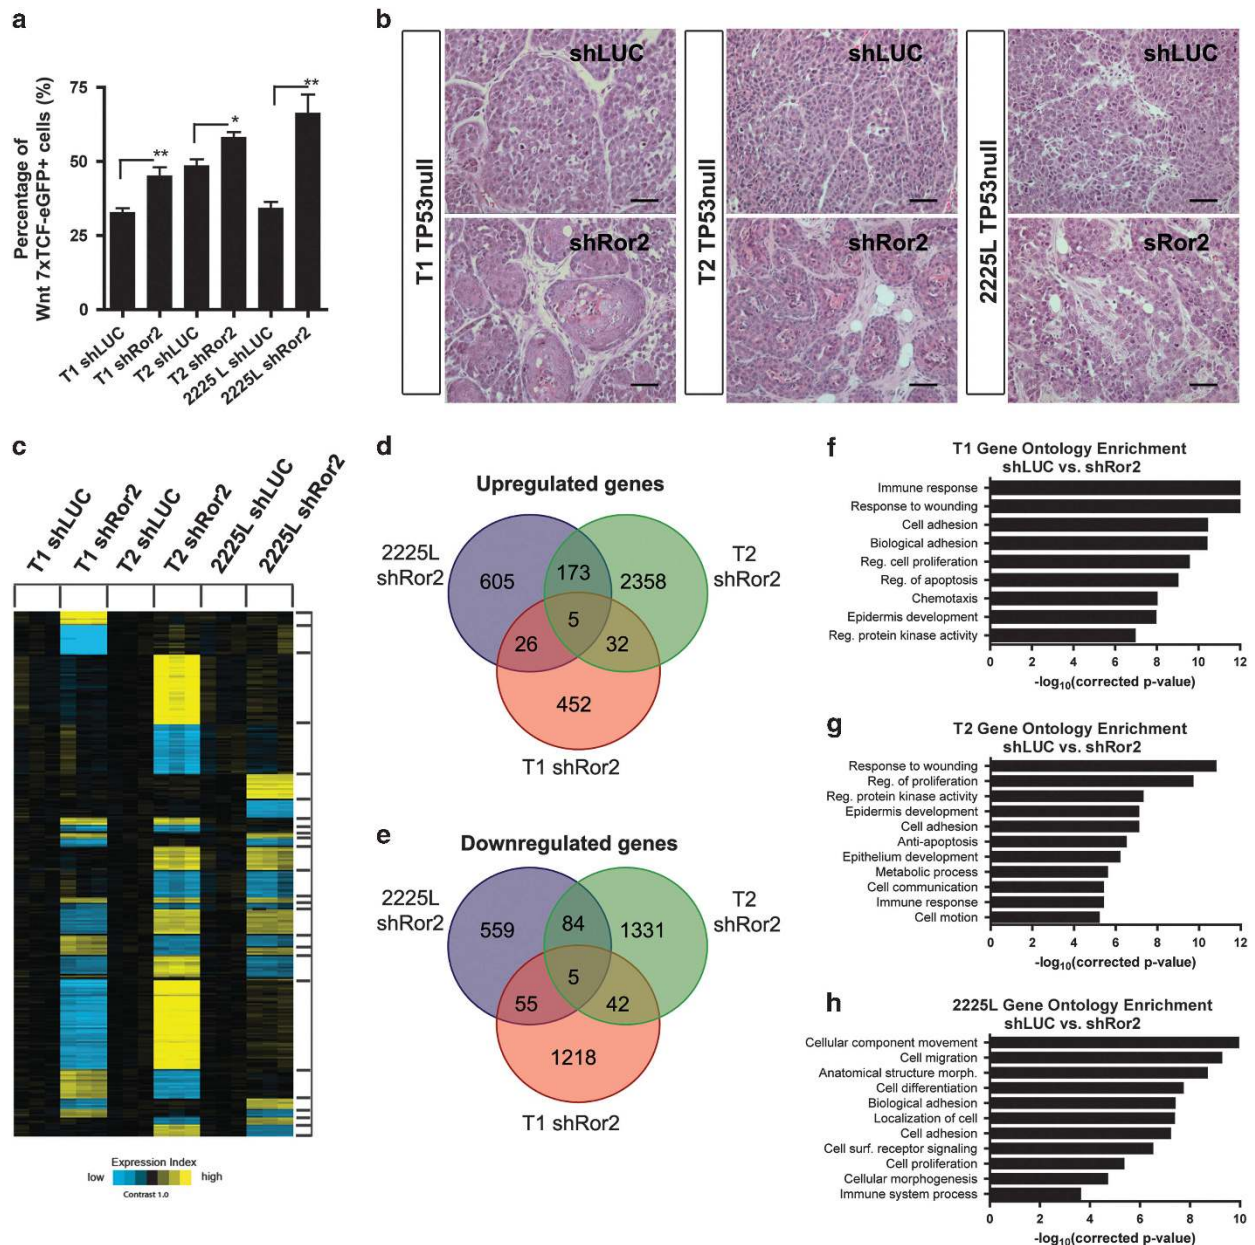 a
Percentage of
Wnt 7xTCF-eGFP+ cells (%)
75
50
25
0
**
*
**
T1 shLUC
T1 shRor2
T2 shLUC
T2 shRor2
2225 L shLUC
2225L shRor2
b
T1 TP53null
shLUC
shRor2
T2 TP53null
shLUC
shRor2
2225L TP53null
shLUC
sRor2
c
T1 shLUC
T1 shRor2
T2 shLUC
T2 shRor2
2225L shLUC
2225L shRor2
Expression Index
low
high
Contrast 1.0
d
Upregulated genes
2225L
shRor2
T2
shRor2
605
173
2358
5
26
32
452
T1 shRor2
e
Downregulated genes
2225L
shRor2
T2
shRor2
559
84
1331
5
55
42
1218
T1 shRor2
f
T1 Gene Ontology Enrichment
shLUC vs. shRor2
Immune response
Response to wounding
Cell adhesion
Biological adhesion
Reg. cell proliferation
Reg. of apoptosis
Chemotaxis
Epidermis development
Reg. protein kinase activity
0 2 4 6 8 10 12
-log10(corrected p-value)
g
T2 Gene Ontology Enrichment
shLUC vs. shRor2
Response to wounding
Reg. of proliferation
Reg. protein kinase activity
Epidermis development
Cell adhesion
Anti-apoptosis
Epithelium development
Metabolic process
Cell communication
Immune response
Cell motion
0 2 4 6 8 10 12
-log10(corrected p-value)
h
2225L Gene Ontology Enrichment
shLUC vs. shRor2
Cellular component movement
Cell migration
Anatomical structure morph.
Cell differentiation
Biological adhesion
Localization of cell
Cell adhesion
Cell surf. receptor signaling
Cell proliferation
Cellular morphogenesis
Immune system process
0 2 4 6 8 10
-log10(corrected p-value)